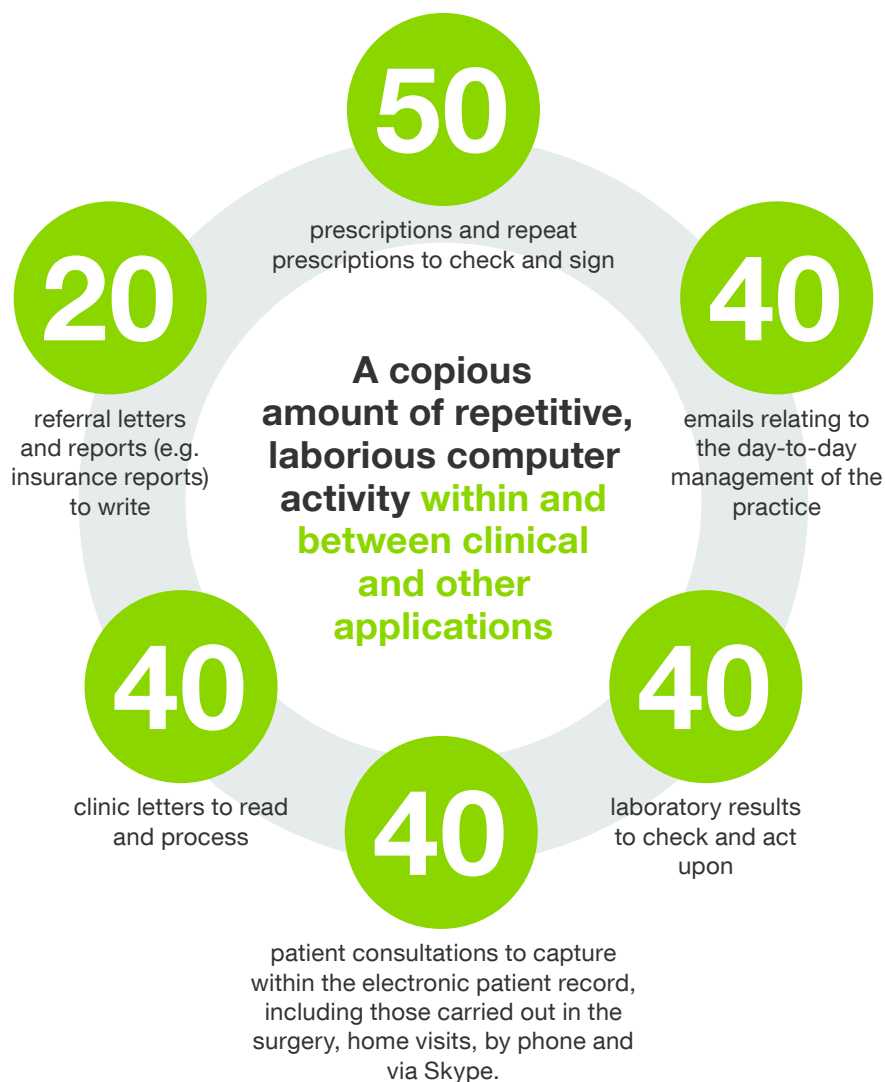 50
prescriptions and repeat
prescriptions to check and sign
40
emails relating to
the day-to-day
management of the
practice
40
laboratory results
to check and act
upon
40
patient consultations to capture
within the electronic patient record,
including those carried out in the
surgery, home visits, by phone and
via Skype.
40
clinic letters to read
and process
20
referral letters
and reports (e.g.
insurance reports)
to write
A copious
amount of repetitive,
laborious computer
activity within and
between clinical
and other
applications